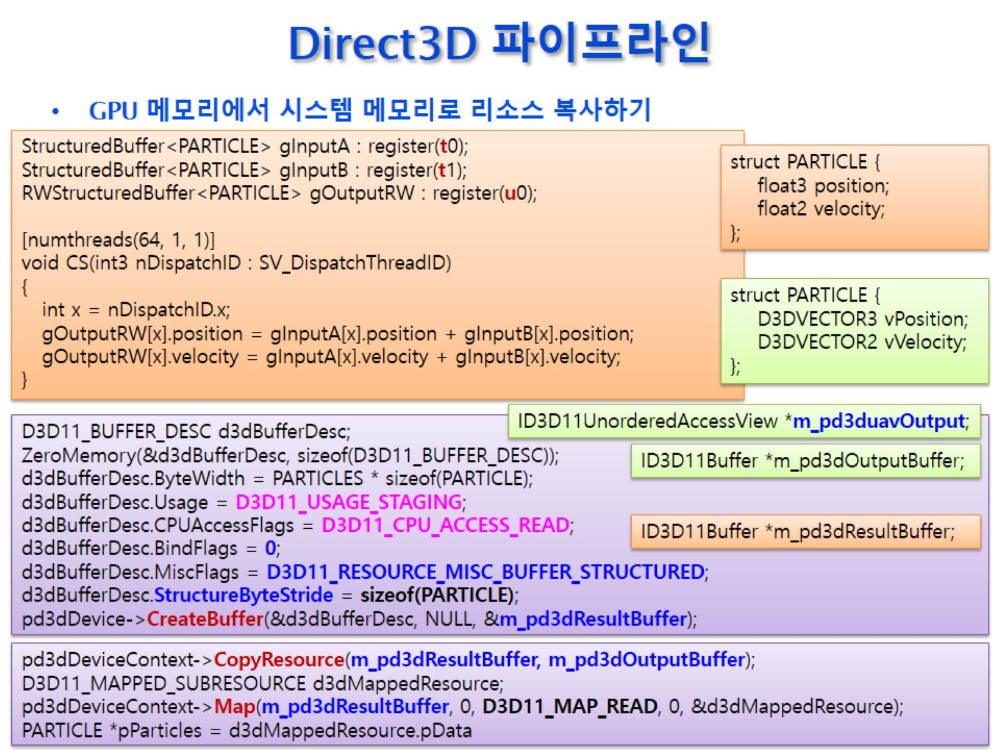 Direct3D 파이프라인
• GPU 메모리에서 시스템 메모리로 리소스 복사하기
StructuredBuffer<PARTICLE> gInputA : register(t0);
StructuredBuffer<PARTICLE> gInputB : register(t1);
RWStructuredBuffer<PARTICLE> gOutputRW : register(u0);
[numthreads(64, 1, 1)]
void CS(int3 nDispatchID : SV_DispatchThreadID)
{
int x = nDispatchID.x;
gOutputRW[x].position = gInputA[x].position + gInputB[x].position;
gOutputRW[x].velocity = gInputA[x].velocity + gInputB[x].velocity;
}
struct PARTICLE {
float3 position;
float2 velocity;
};
struct PARTICLE {
D3DVECTOR3 vPosition;
D3DVECTOR2 vVelocity;
};
ID3D11UnorderedAccessView *m_pd3duavOutput;
ID3D11Buffer *m_pd3dOutputBuffer;
ID3D11Buffer *m_pd3dResultBuffer;
D3D11_BUFFER_DESC d3dBufferDesc;
ZeroMemory(&d3dBufferDesc, sizeof(D3D11_BUFFER_DESC));
d3dBufferDesc.ByteWidth = PARTICLES * sizeof(PARTICLE);
d3dBufferDesc.Usage = D3D11_USAGE_STAGING;
d3dBufferDesc.CPUAccessFlags = D3D11_CPU_ACCESS_READ;
d3dBufferDesc.BindFlags = 0;
d3dBufferDesc.MiscFlags = D3D11_RESOURCE_MISC_BUFFER_STRUCTURED;
d3dBufferDesc.StructureByteStride = sizeof(PARTICLE);
pd3dDevice->CreateBuffer(&d3dBufferDesc, NULL, &m_pd3dResultBuffer);
pd3dDeviceContext->CopyResource(m_pd3dResultBuffer, m_pd3dOutputBuffer);
D3D11_MAPPED_SUBRESOURCE d3dMappedResource;
pd3dDeviceContext->Map(m_pd3dResultBuffer, 0, D3D11_MAP_READ, 0, &d3dMappedResource);
PARTICLE *pParticles = d3dMappedResource.pData